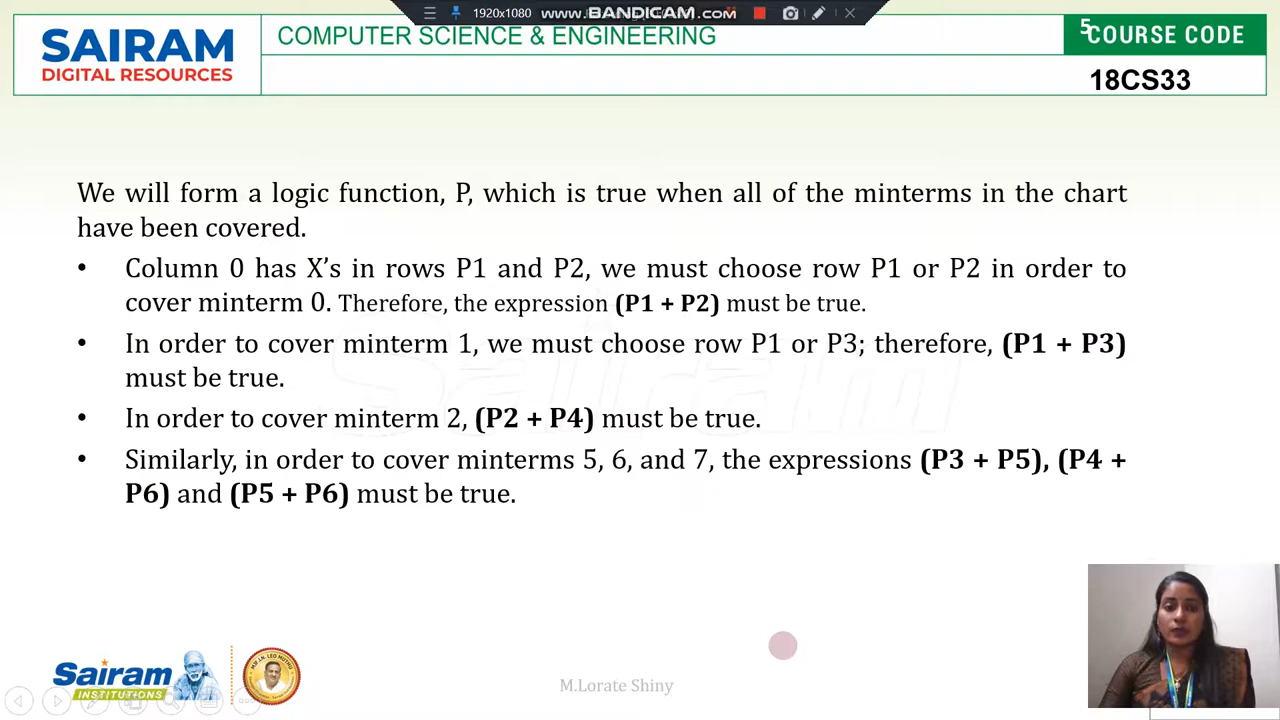 1920x1080
www.BANDICAM.com
SAIRAM
DIGITAL RESOURCES
COMPUTER SCIENCE & ENGINEERING
5
COURSE CODE
18CS33
We will form a logic function, P, which is true when all of the minterms in the chart
have been covered.
• Column 0 has X’s in rows P1 and P2, we must choose row P1 or P2 in order to
cover minterm 0. Therefore, the expression (P1 + P2) must be true.
• In order to cover minterm 1, we must choose row P1 or P3; therefore, (P1 + P3)
must be true.
• In order to cover minterm 2, (P2 + P4) must be true.
• Similarly, in order to cover minterms 5, 6, and 7, the expressions (P3 + P5), (P4 +
P6) and (P5 + P6) must be true.
Sairam
Sairam
INSTITUTIONS
M.Lorate Shiny